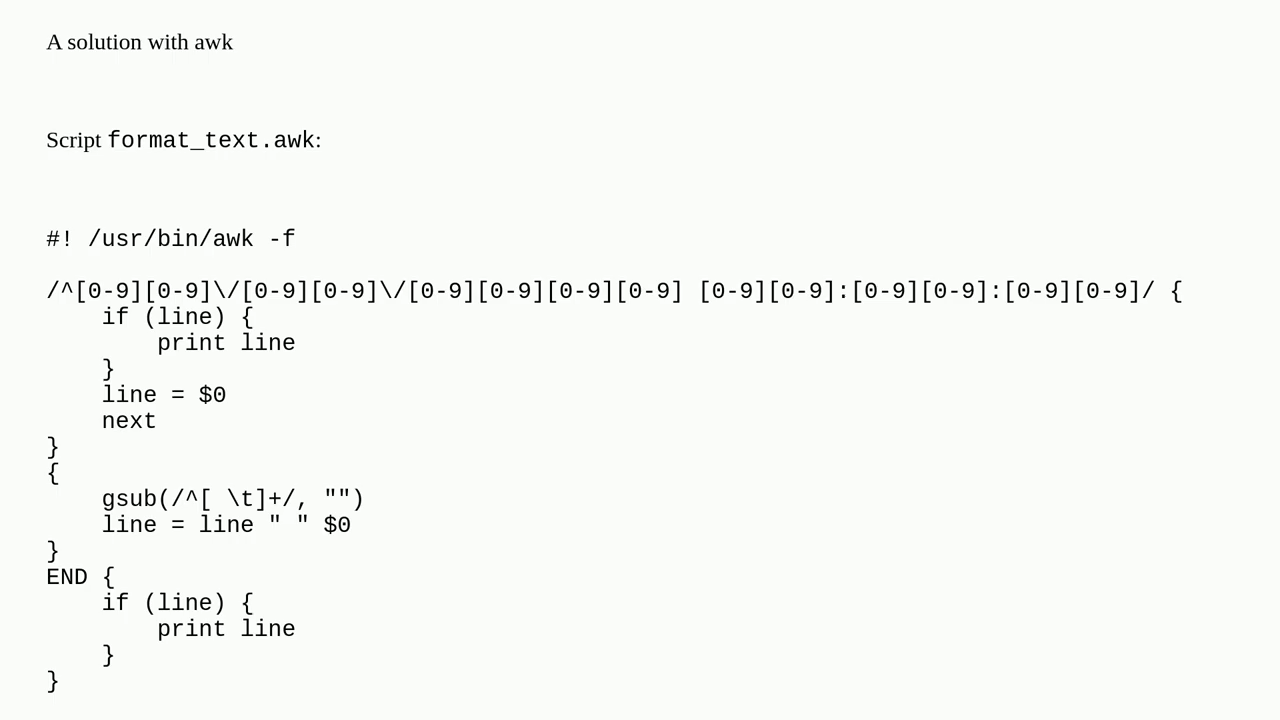 A solution with awk
Script format_text.awk:
#! /usr/bin/awk -f
/^[0-9][0-9]\/[0-9][0-9]\/[0-9][0-9][0-9][0-9] [0-9][0-9]:[0-9][0-9]:[0-9][0-9]/ {
    if (line) {
        print line
    }
    line = $0
    next
}
{
    gsub(/^[ \t]+/, "")
    line = line " " $0
}
END {
    if (line) {
        print line
    }
}